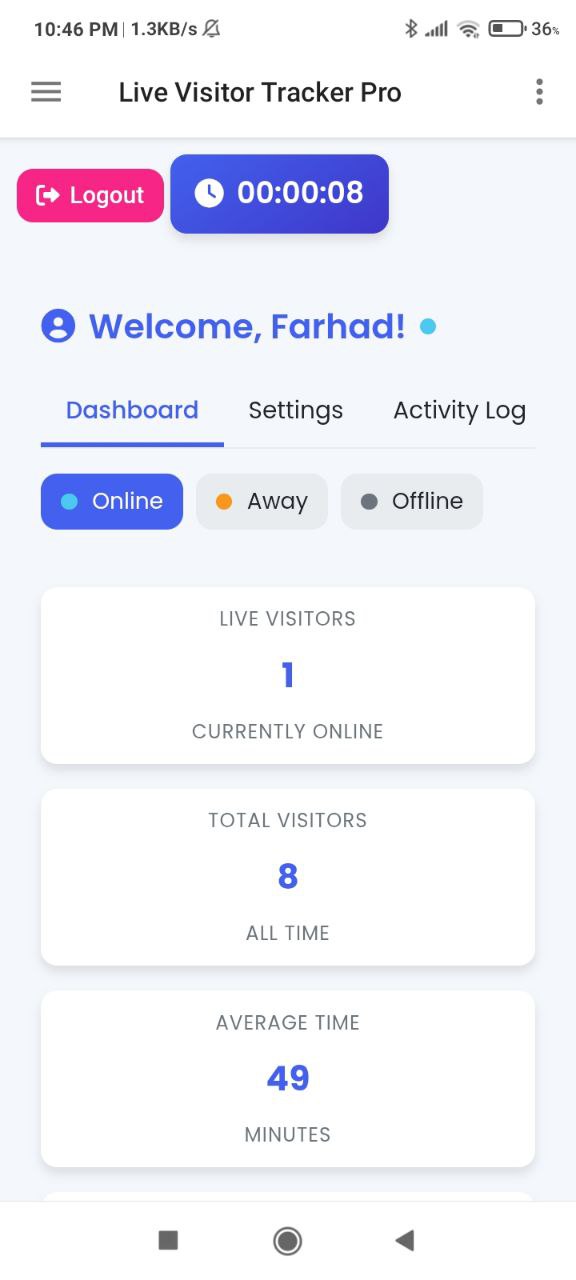 10:46 PM | 1.3KB/s 36%
Live Visitor Tracker Pro
Logout 00:00:08
Welcome, Farhad!
Dashboard Settings Activity Log
Online Away Offline
LIVE VISITORS
1
CURRENTLY ONLINE
TOTAL VISITORS
8
ALL TIME
AVERAGE TIME
49
MINUTES